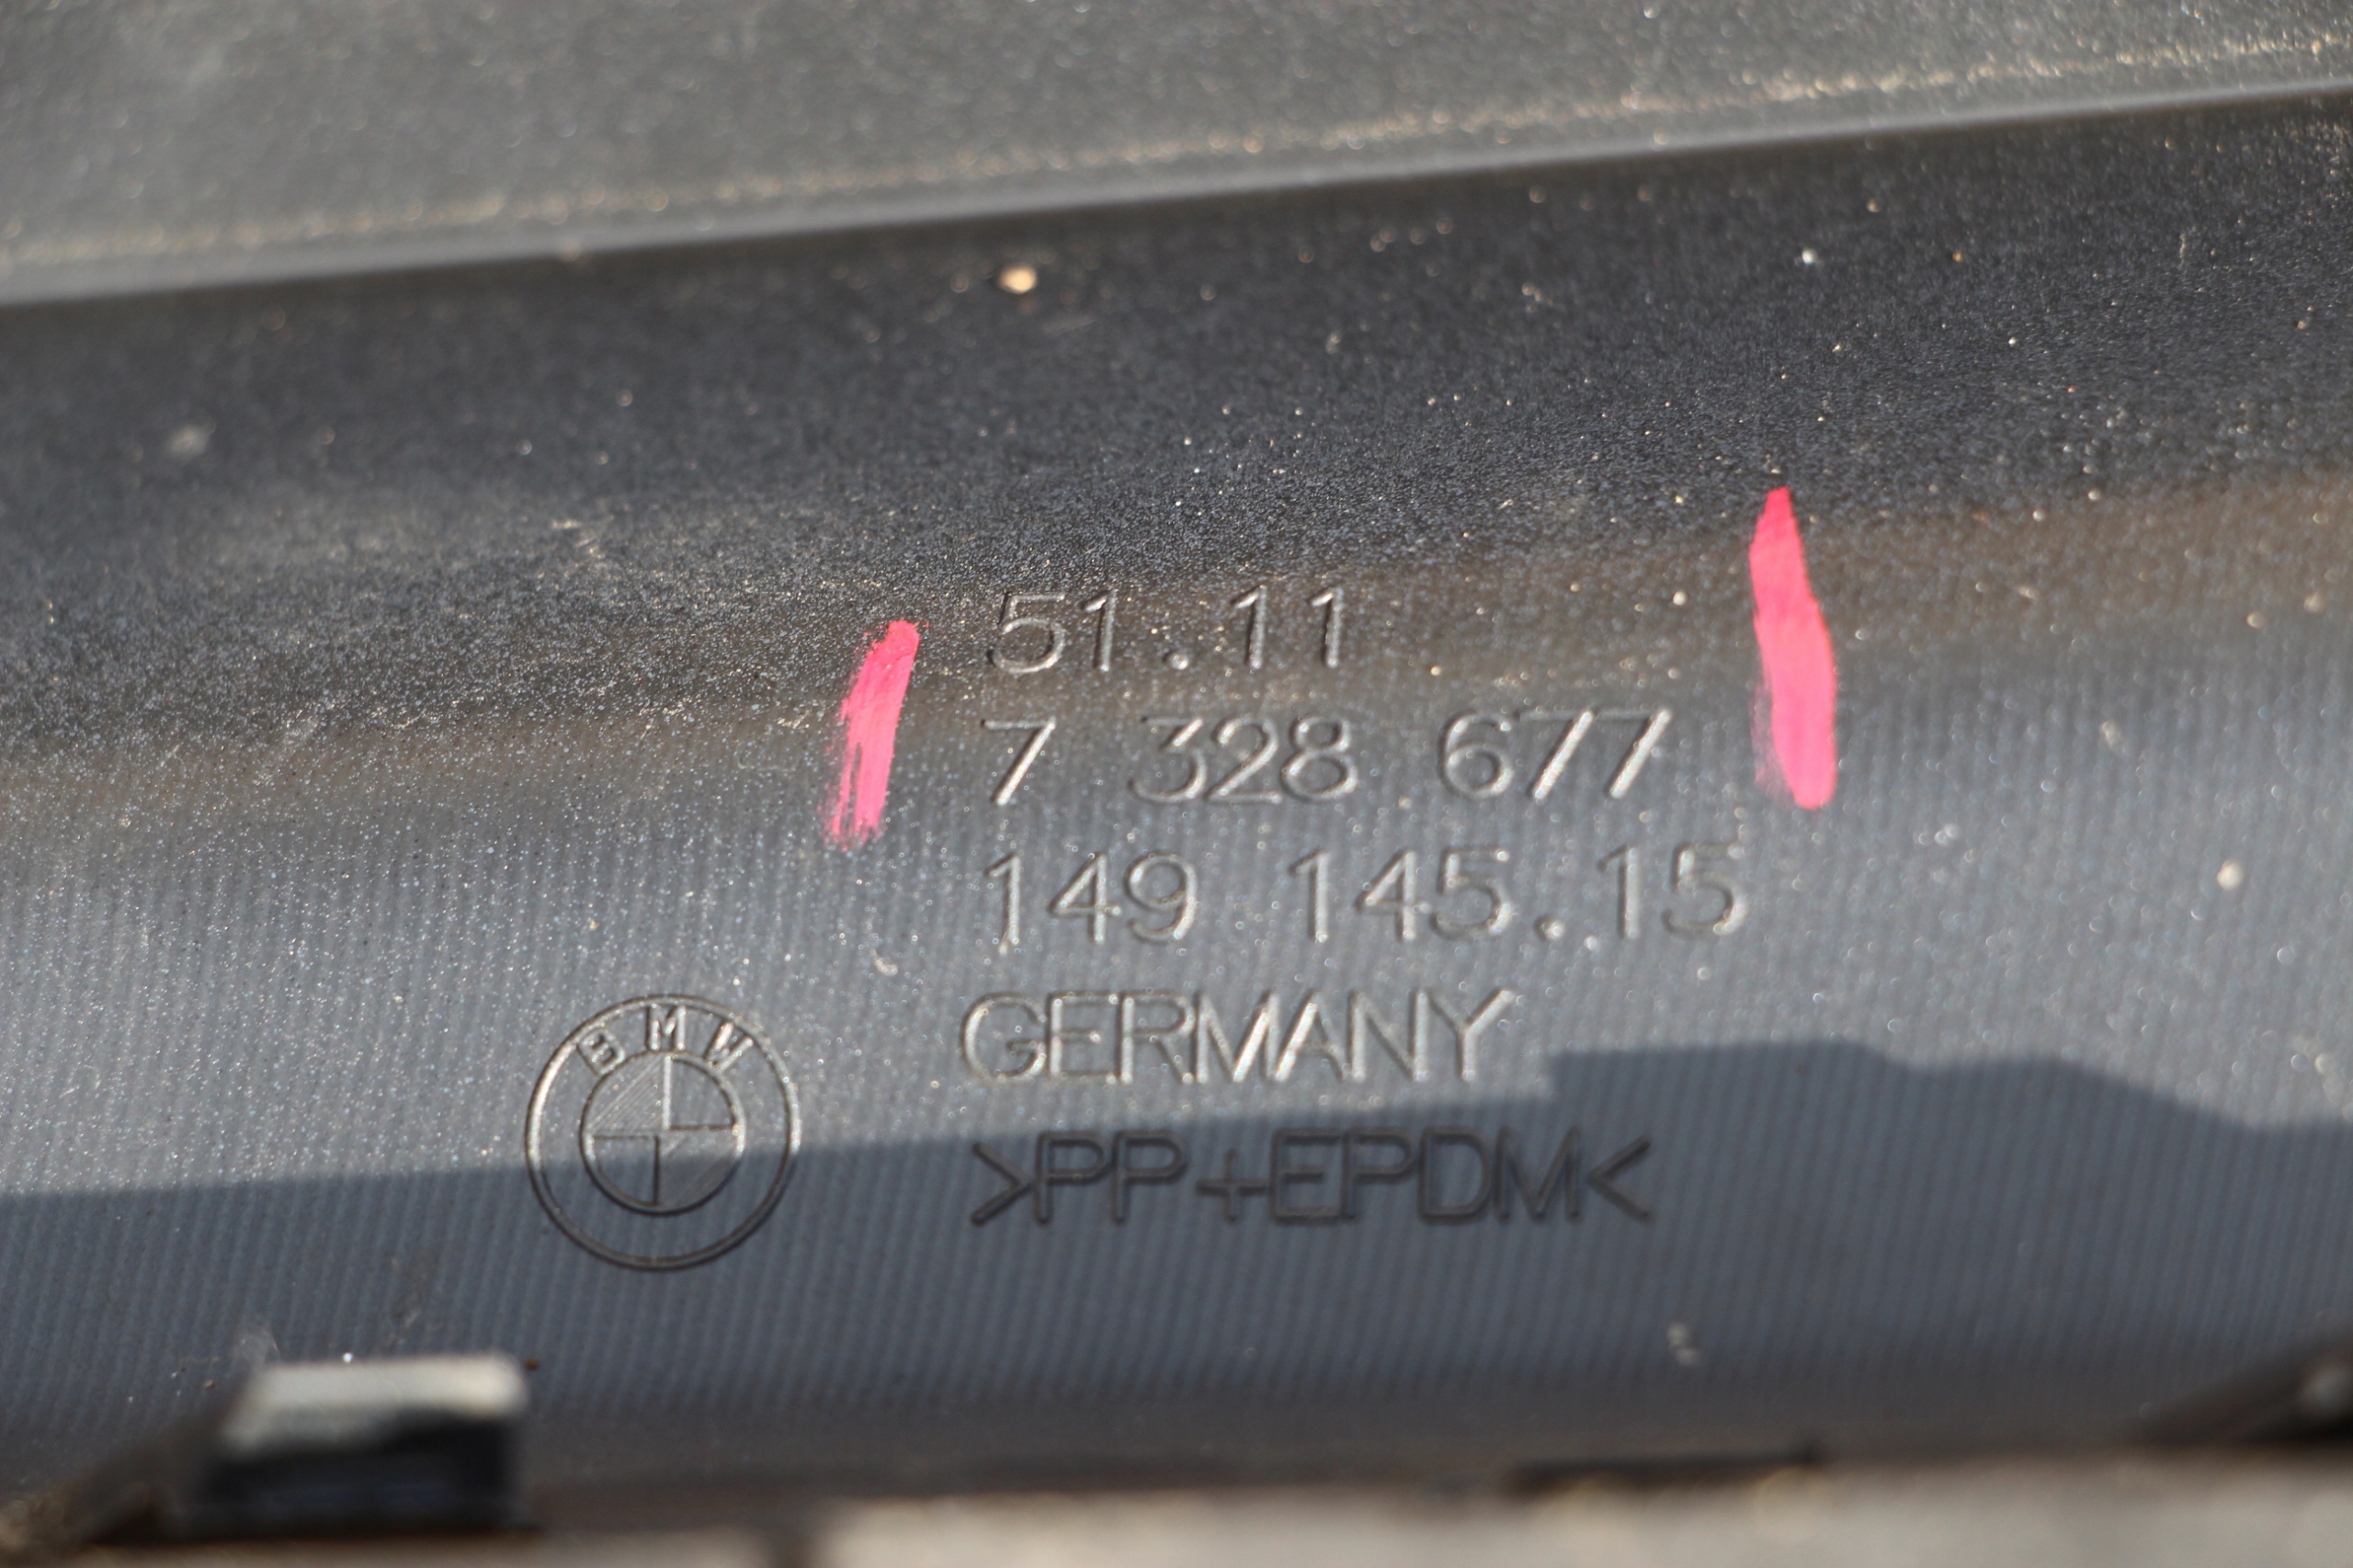 51.11
7 328 677
149 145.15
GERMANY
BMW
>PP+EPDM<